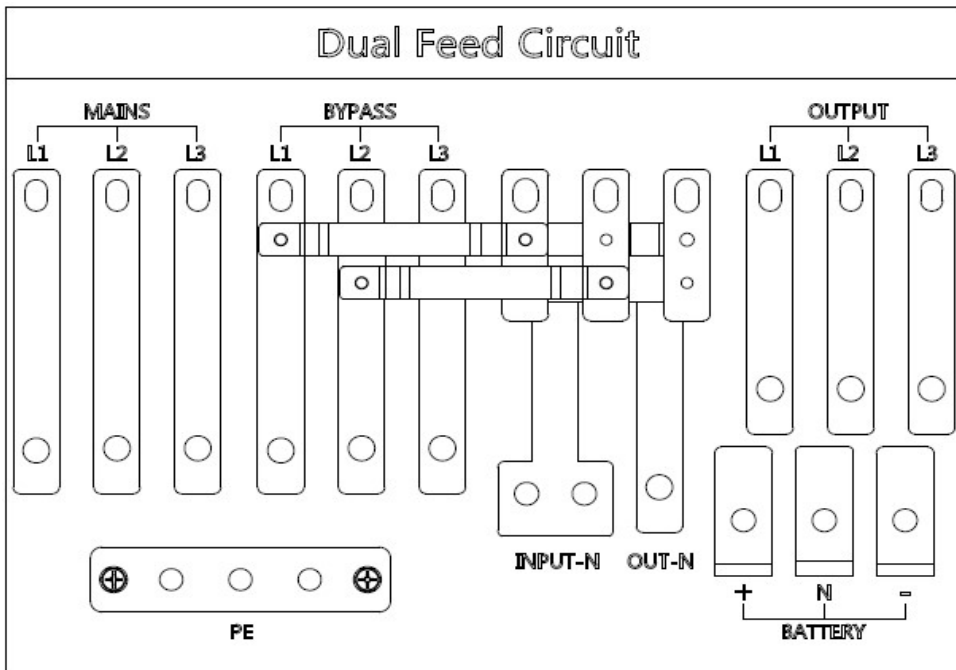 Dual Feed Circuit
MAINS BYPASS OUTPUT
L1 L2 L3 L1 L2 L3 L1 L2 L3
INPUT-N OUT-N
+ N -
PE BATTERY